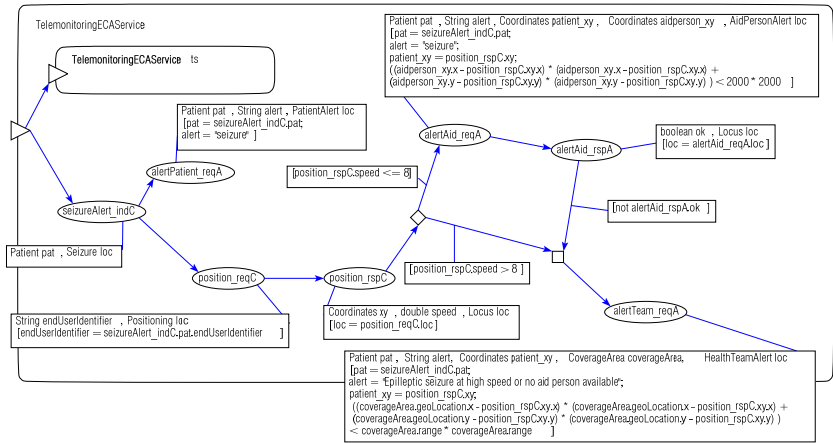 TelemonitoringECAService
TelemonitoringECAService ts
Patient pat , String alert , Coordinates patient_xy , Coordinates aidperson_xy , AidPersonAlert loc
[pat = seizureAlert_indC.pat;
alert = "seizure";
patient_xy = position_rspC.xy;
((aidperson_xy.x - position_rspC.xy.x) * (aidperson_xy.x - position_rspC.xy.x) +
(aidperson_xy.y - position_rspC.xy.y) * (aidperson_xy.y - position_rspC.xy.y) ) < 2000 * 2000 ]
Patient pat , String alert , PatientAlert loc
[pat = seizureAlert_indC.pat;
alert = "seizure" ]
alertPatient_reqA
alertAid_reqA
alertAid_rspA
boolean ok , Locus loc
[loc = alertAid_reqA.loc]
[position_rspC.speed <= 8]
seizureAlert_indC
[not alertAid_rspA.ok ]
Patient pat , Seizure loc
position_reqC
position_rspC
[position_rspC.speed > 8 ]
String endUserIdentifier , Positioning loc
[endUserIdentifier = seizureAlert_indC.pat.endUserIdentifier ]
Coordinates xy , double speed , Locus loc
[loc = position_reqC.loc]
alertTeam_reqA
Patient pat , String alert, Coordinates patient_xy , CoverageArea coverageArea, HealthTeamAlert loc
[pat = seizureAlert_indC.pat;
alert = "Epilleptic seizure at high speed or no aid person available";
patient_xy = position_rspC.xy;
((coverageArea.geoLocation.x - position_rspC.xy.x) * (coverageArea.geoLocation.x - position_rspC.xy.x) +
(coverageArea.geoLocation.y - position_rspC.xy.y) * (coverageArea.geoLocation.y - position_rspC.xy.y) )
< coverageArea.range * coverageArea.range ]